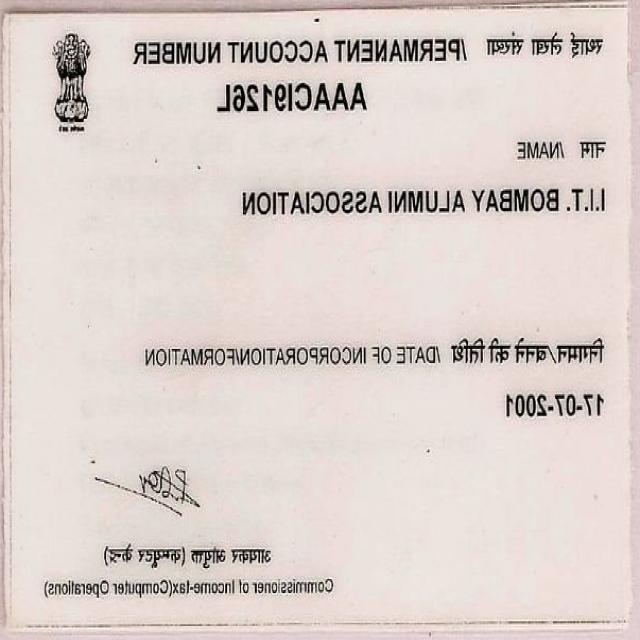 स्थाई लेखा संख्या /PERMANENT ACCOUNT NUMBER
AAACI9126L
नाम /NAME
I.I.T. BOMBAY ALUMNI ASSOCIATION
निगमन/बनने की तिथि /DATE OF INCORPORATION/FORMATION
17-07-2001
आयकर आयुक्त (कम्प्यूटर केन्द्र)
Commissioner of Income-tax(Computer Operations)